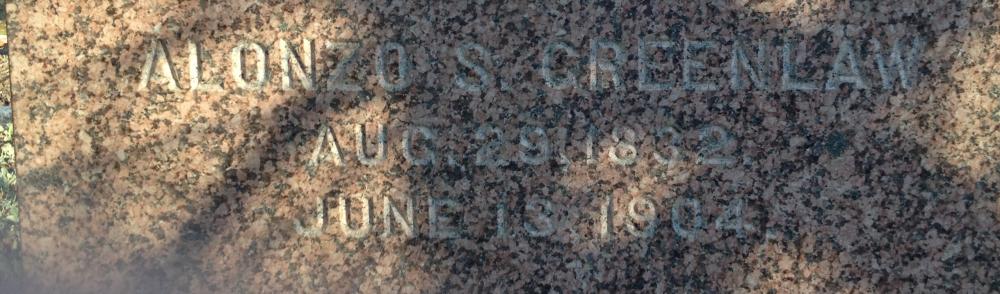 ALONZO S. GREENLAW
AUG. 29, 1832.
JUNE 13, 1904.